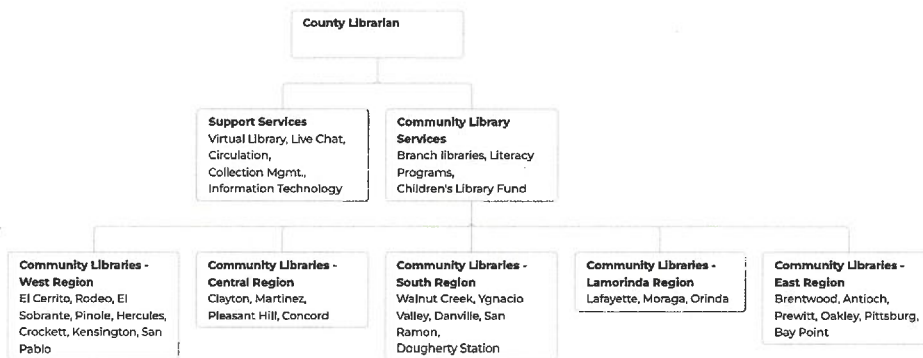 County Librarian
Support Services
Virtual Library, Live Chat,
Circulation,
Collection Mgmt.,
Information Technology
Community Library
Services
Branch libraries, Literacy
Programs,
Children's Library Fund
Community Libraries -
West Region
El Cerrito, Rodeo, El
Sobrante, Pinole, Hercules,
Crockett, Kensington, San
Pablo
Community Libraries -
Central Region
Clayton, Martinez,
Pleasant Hill, Concord
Community Libraries -
South Region
Walnut Creek, Ygnacio
Valley, Danville, San
Ramon,
Dougherty Station
Community Libraries -
Lamorinda Region
Lafayette, Moraga, Orinda
Community Libraries -
East Region
Brentwood, Antioch,
Prewitt, Oakley, Pittsburg,
Bay Point